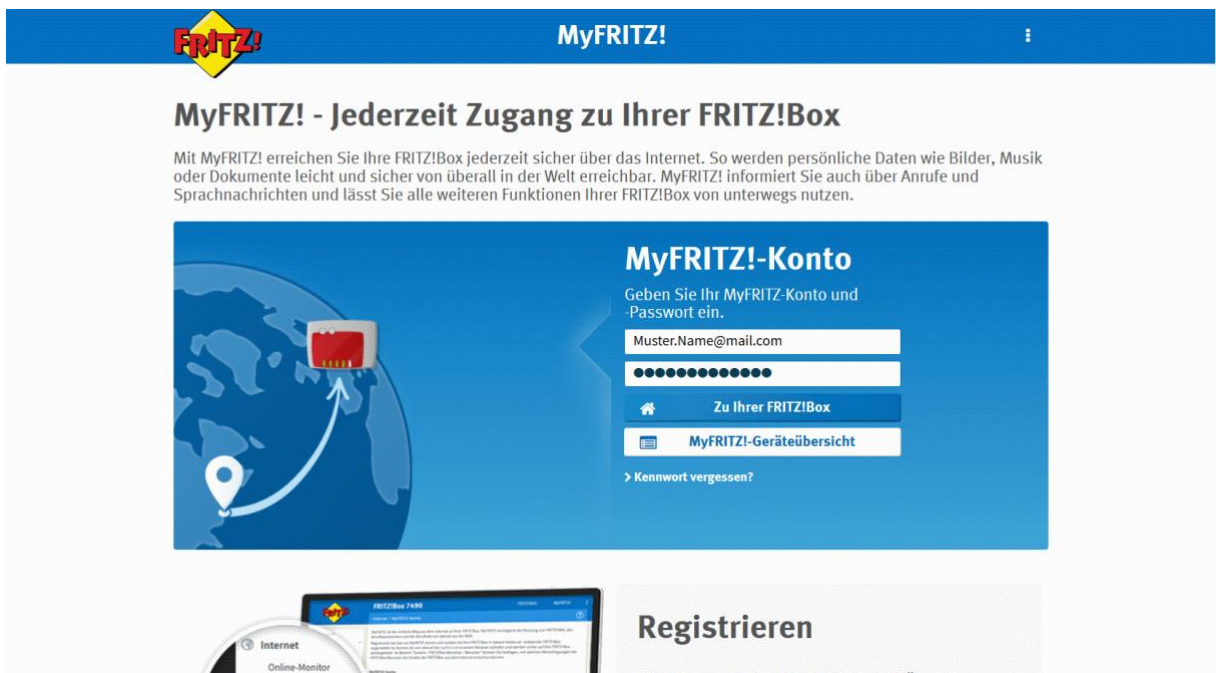 FRITZ!
MyFRITZ!
MyFRITZ! - Jederzeit Zugang zu Ihrer FRITZ!Box
Mit MyFRITZ! erreichen Sie Ihre FRITZ!Box jederzeit sicher über das Internet. So werden persönliche Daten wie Bilder, Musik
oder Dokumente leicht und sicher von überall in der Welt erreichbar. MyFRITZ! informiert Sie auch über Anrufe und
Sprachnachrichten und lässt Sie alle weiteren Funktionen Ihrer FRITZ!Box von unterwegs nutzen.
MyFRITZ!-Konto
Geben Sie Ihr MyFRITZ-Konto und
-Passwort ein.
Muster.Name@mail.com
●●●●●●●●●●●●●
Zu Ihrer FRITZ!Box
MyFRITZ!-Geräteübersicht
> Kennwort vergessen?
FRITZ!
FRITZ!Box 7490
Internet
Online-Monitor
Registrieren